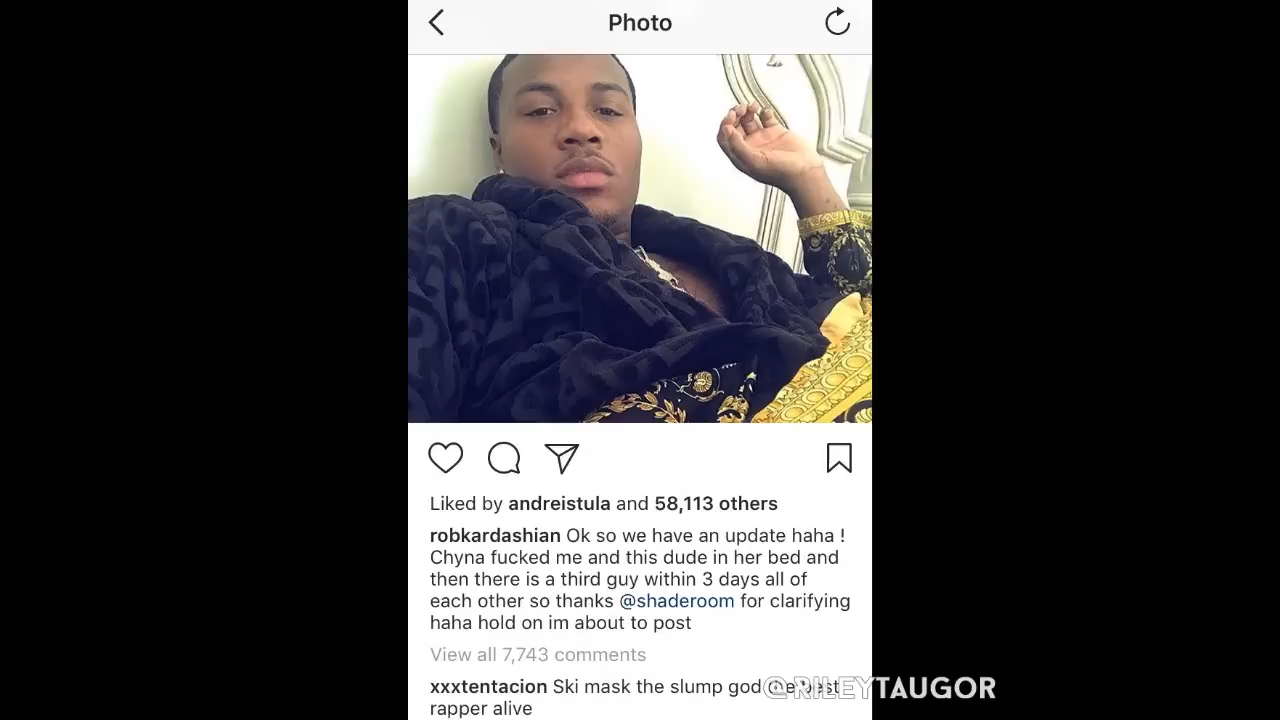 Photo
Liked by andreistula and 58,113 others
robkardashian Ok so we have an update haha !
Chyna fucked me and this dude in her bed and
then there is a third guy within 3 days all of
each other so thanks @shaderoom for clarifying
haha hold on im about to post
View all 7,743 comments
xxxtentacion Ski mask the slump god the best
rapper alive
@RILEYTAUGOR